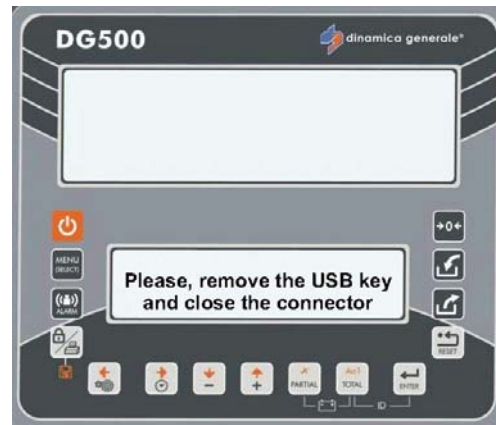 DG500
dinamica generale®
→0←
MENU
(SELECT)
ALARM
Please, remove the USB key
and close the connector
RESET
PARTIAL
TOTAL
ENTER
ID